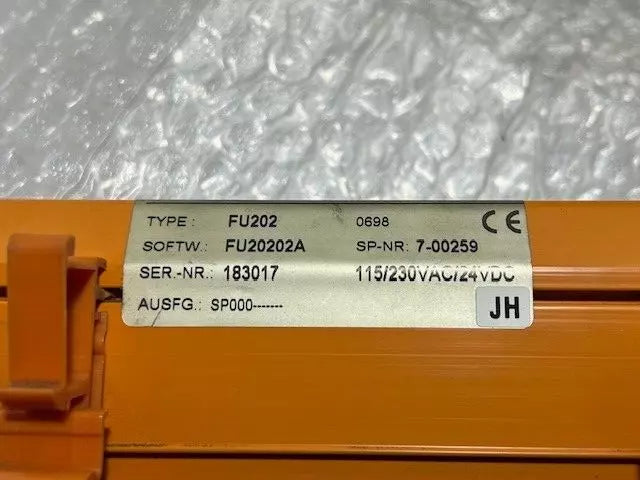 TYPE : FU202 0698 CE
SOFTW.: FU20202A SP-NR: 7-00259
SER.-NR.: 183017 115/230VAC/24VDC
AUSFG.: SP000------- JH